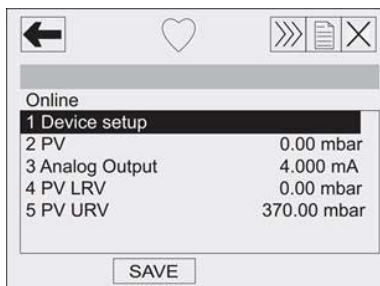 Online
1 Device setup
2 PV 0.00 mbar
3 Analog Output 4.000 mA
4 PV LRV 0.00 mbar
5 PV URV 370.00 mbar
SAVE